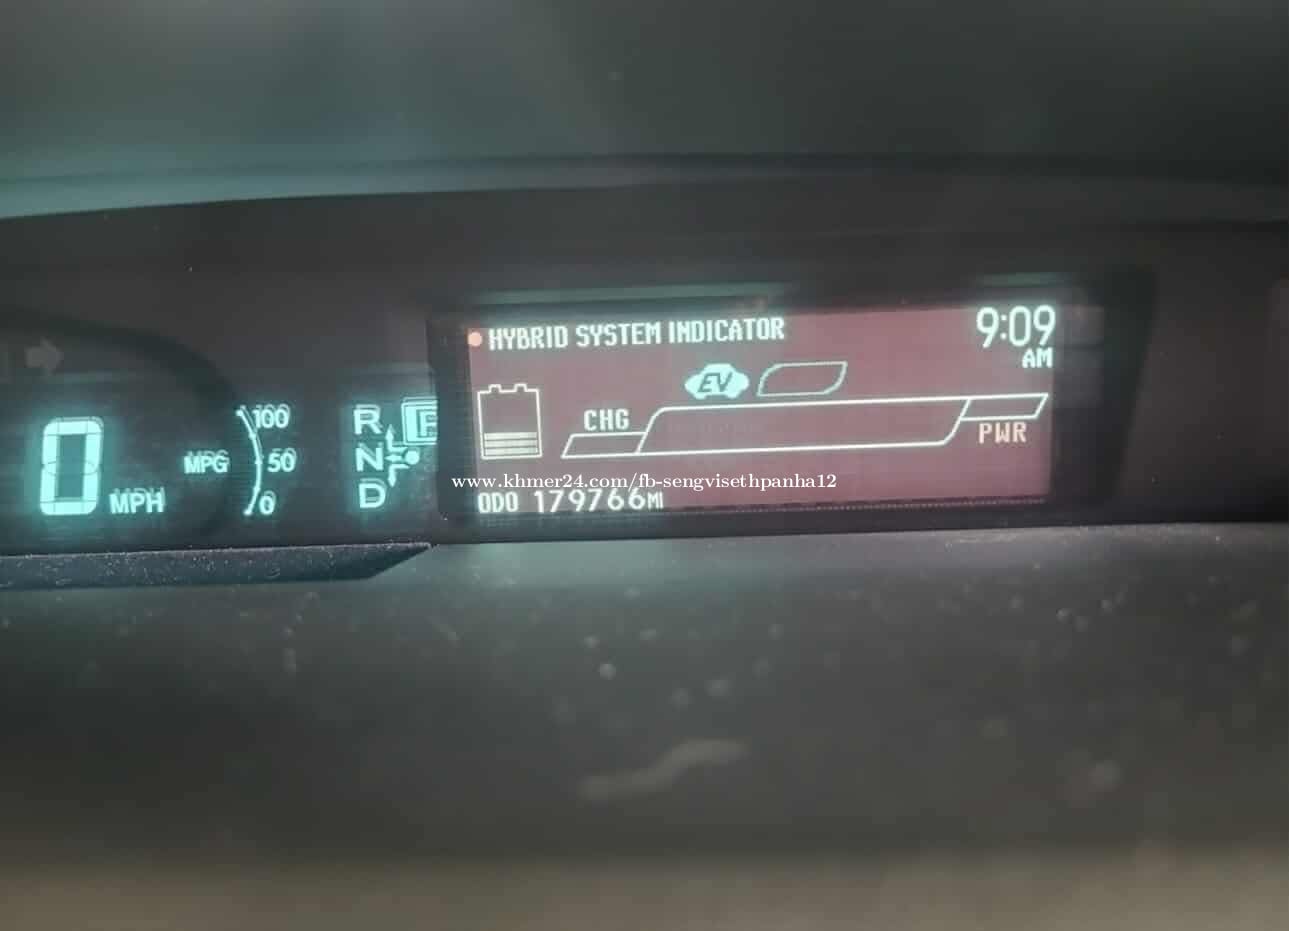 HYBRID SYSTEM INDICATOR
9:09
AM
EV
CHG
PWR
ODO 179766MI
0
MPH
MPG
100
50
0
R
N
D
P
www.khmer24.com/fb-sengvisethpanha12